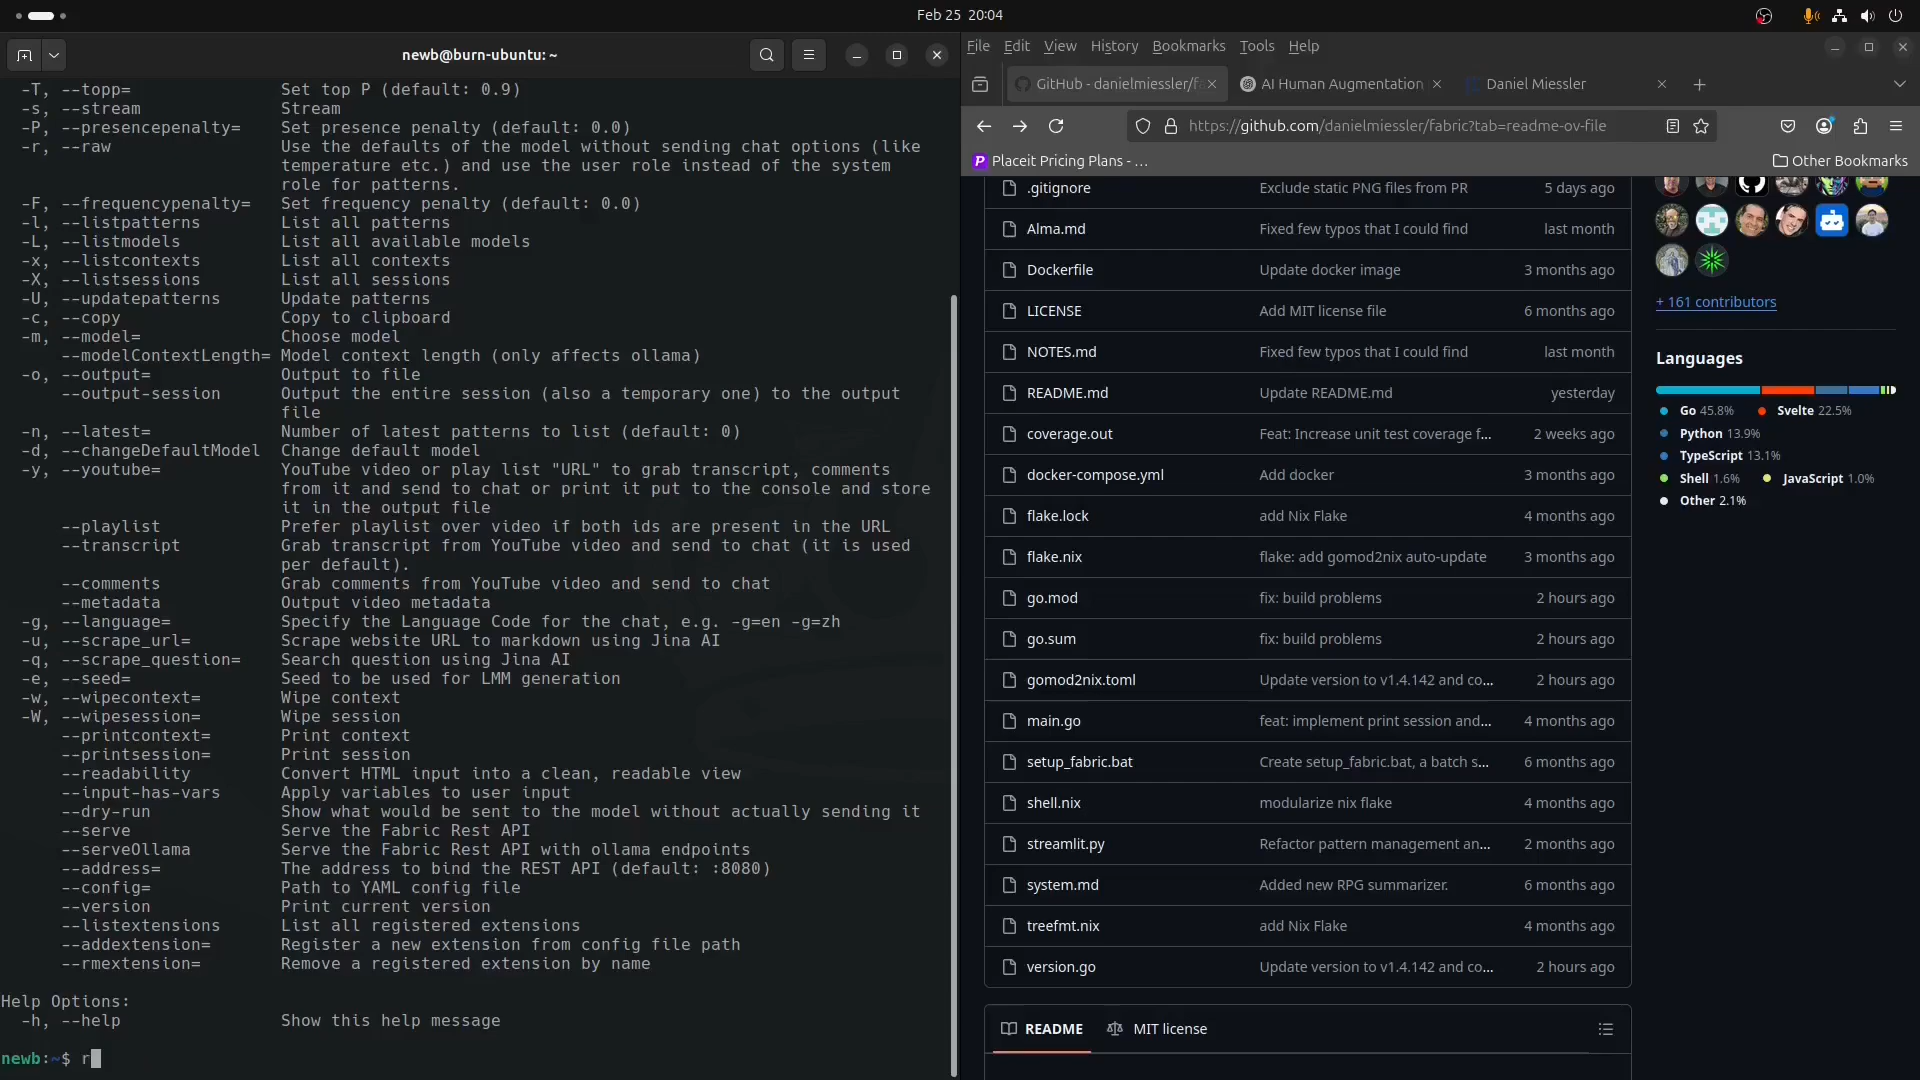 Feb 25 20:04
newb@burn-ubuntu: ~
-T, --topp= Set top P (default: 0.9)
-s, --stream Stream
-P, --presencepenalty= Set presence penalty (default: 0.0)
-r, --raw Use the defaults of the model without sending chat options (like
temperature etc.) and use the user role instead of the system
role for patterns.
-F, --frequencypenalty= Set frequency penalty (default: 0.0)
-l, --listpatterns List all patterns
-L, --listmodels List all available models
-x, --listcontexts List all contexts
-X, --listsessions List all sessions
-U, --updatepatterns Update patterns
-c, --copy Copy to clipboard
-m, --model= Choose model
--modelContextLength= Model context length (only affects ollama)
-o, --output= Output to file
--output-session Output the entire session (also a temporary one) to the output
file
-n, --latest= Number of latest patterns to list (default: 0)
-d, --changeDefaultModel Change default model
-y, --youtube= YouTube video or play list "URL" to grab transcript, comments
from it and send to chat or print it put to the console and store
it in the output file
--playlist Prefer playlist over video if both ids are present in the URL
--transcript Grab transcript from YouTube video and send to chat (it is used
per default).
--comments Grab comments from YouTube video and send to chat
--metadata Output video metadata
-g, --language= Specify the Language Code for the chat, e.g. -g=en -g=zh
-u, --scrape_url= Scrape website URL to markdown using Jina AI
-q, --scrape_question= Search question using Jina AI
-e, --seed= Seed to be used for LMM generation
-w, --wipecontext= Wipe context
-W, --wipesession= Wipe session
--printcontext= Print context
--printsession= Print session
--readability Convert HTML input into a clean, readable view
--input-has-vars Apply variables to user input
--dry-run Show what would be sent to the model without actually sending it
--serve Serve the Fabric Rest API
--serveOllama Serve the Fabric Rest API with ollama endpoints
--address= The address to bind the REST API (default: :8080)
--config= Path to YAML config file
--version Print current version
--listextensions List all registered extensions
--addextension= Register a new extension from config file path
--rmextension= Remove a registered extension by name
Help Options:
-h, --help Show this help message
newb:~$ r
File Edit View History Bookmarks Tools Help
GitHub - danielmiessler/fa
AI Human Augmentation
Daniel Miessler
https://github.com/danielmiessler/fabric?tab=readme-ov-file
Placeit Pricing Plans - …
Other Bookmarks
.gitignore Exclude static PNG files from PR 5 days ago
Alma.md Fixed few typos that I could find last month
Dockerfile Update docker image 3 months ago
LICENSE Add MIT license file 6 months ago
NOTES.md Fixed few typos that I could find last month
README.md Update README.md yesterday
coverage.out Feat: Increase unit test coverage f... 2 weeks ago
docker-compose.yml Add docker 3 months ago
flake.lock add Nix Flake 4 months ago
flake.nix flake: add gomod2nix auto-update 3 months ago
go.mod fix: build problems 2 hours ago
go.sum fix: build problems 2 hours ago
gomod2nix.toml Update version to v1.4.142 and co... 2 hours ago
main.go feat: implement print session and... 4 months ago
setup_fabric.bat Create setup_fabric.bat, a batch s... 6 months ago
shell.nix modularize nix flake 4 months ago
streamlit.py Refactor pattern management an... 2 months ago
system.md Added new RPG summarizer. 6 months ago
treefmt.nix add Nix Flake 4 months ago
version.go Update version to v1.4.142 and co... 2 hours ago
README MIT license
+ 161 contributors
Languages
Go 45.8% Svelte 22.5%
Python 13.9%
TypeScript 13.1%
Shell 1.6% JavaScript 1.0%
Other 2.1%